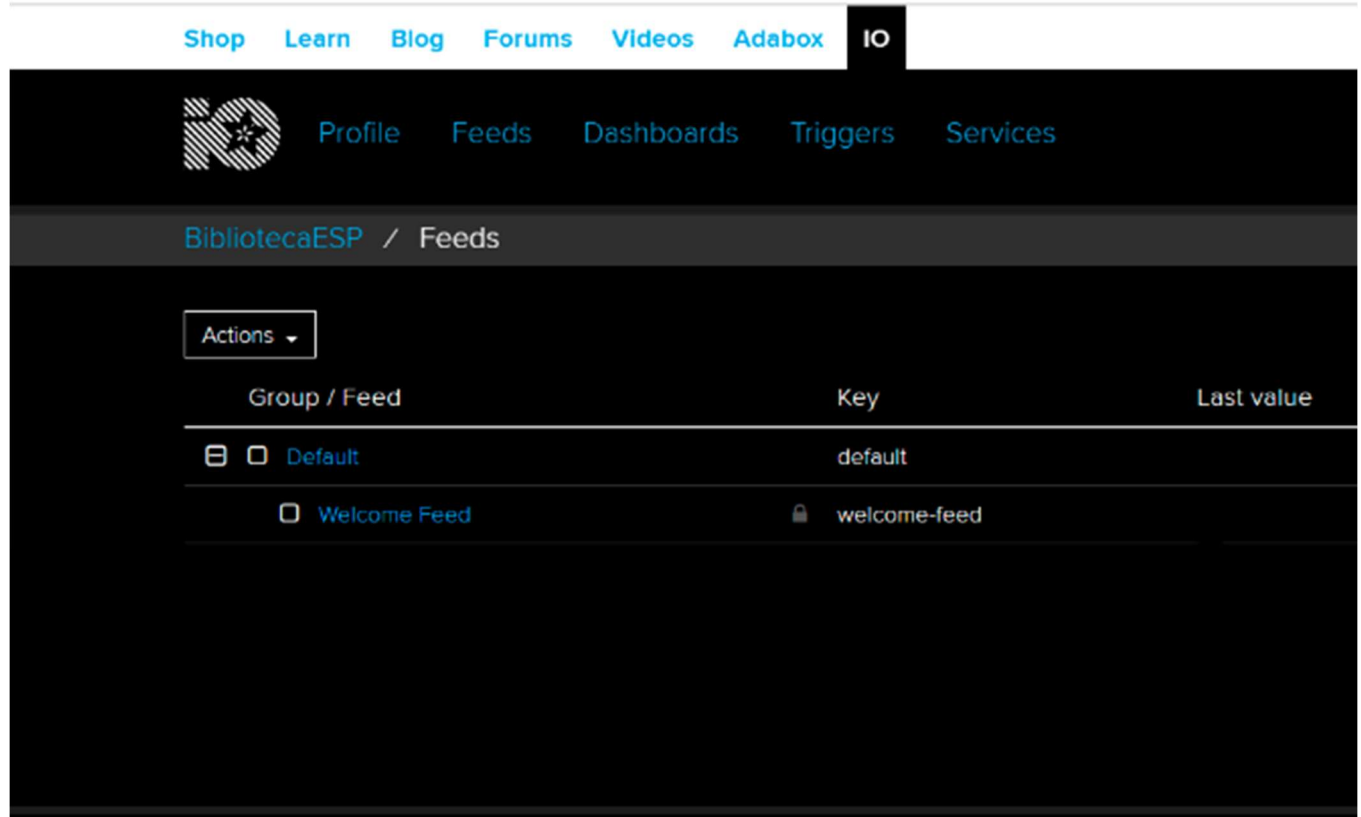 Shop Learn Blog Forums Videos Adabox IO
iO Profile Feeds Dashboards Triggers Services
BibliotecaESP / Feeds
Actions
Group / Feed Key Last value
Default default
Welcome Feed welcome-feed